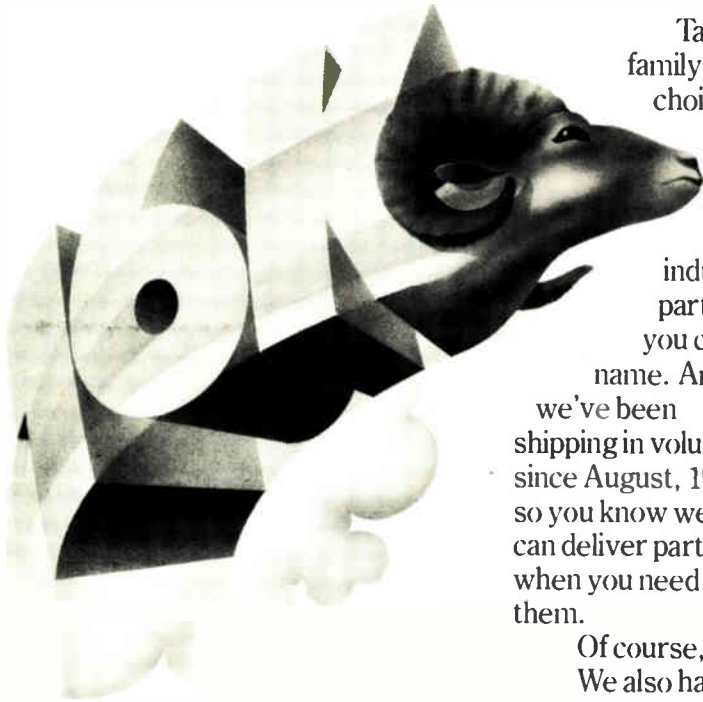 Ta
family
choi
indu
part
you c
name. An
we've been
shipping in volu
since August, 19
so you know we
can deliver part
when you need
them.
Of course,
We also ha